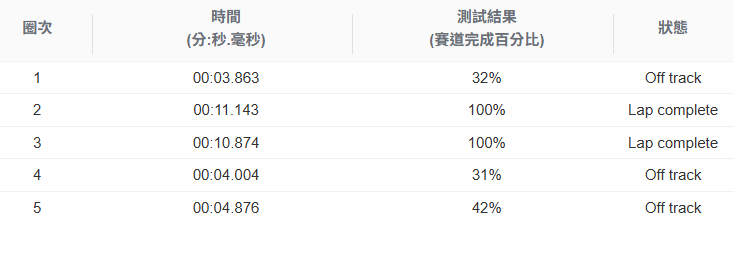 圈次 時間 測試結果 狀態
(分:秒.毫秒) (賽道完成百分比)
1 00:03.863 32% Off track
2 00:11.143 100% Lap complete
3 00:10.874 100% Lap complete
4 00:04.004 31% Off track
5 00:04.876 42% Off track